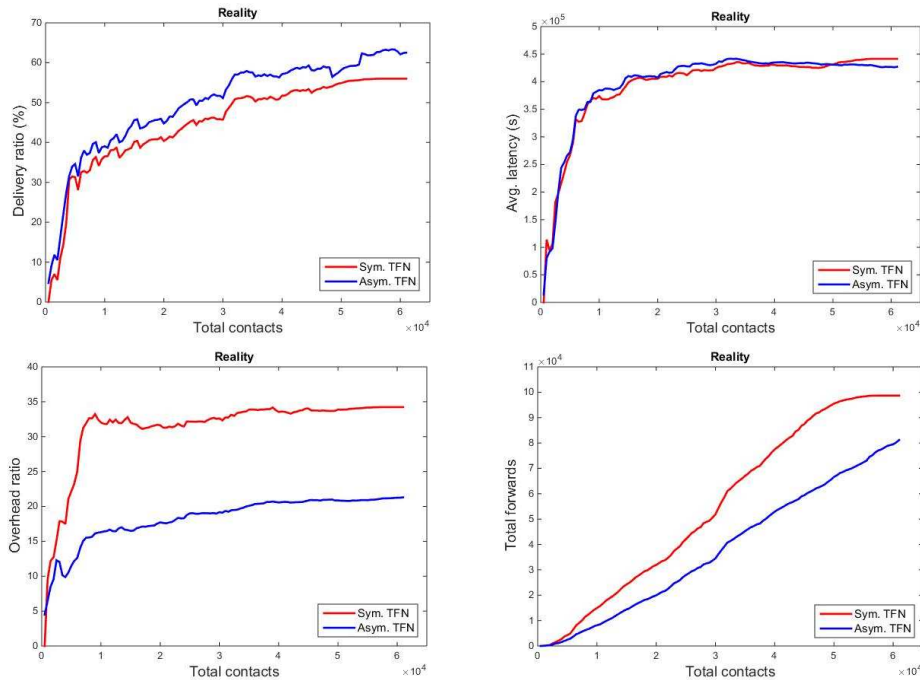 Reality
70
60
50
40
30
20
10
0
Delivery ratio (%)
0 1 2 3 4 5 6
× 10⁴
Total contacts
Sym. TFN
Asym. TFN
Reality
× 10⁵
5
4.5
4
3.5
3
2.5
2
1.5
1
0.5
0
Avg. latency (s)
0 1 2 3 4 5 6
× 10⁴
Total contacts
Sym. TFN
Asym. TFN
Reality
40
35
30
25
20
15
10
5
0
Overhead ratio
0 1 2 3 4 5 6
× 10⁴
Total contacts
Sym. TFN
Asym. TFN
Reality
× 10⁴
11
10
9
8
7
6
5
4
3
2
1
0
Total forwards
0 1 2 3 4 5 6
× 10⁴
Total contacts
Sym. TFN
Asym. TFN